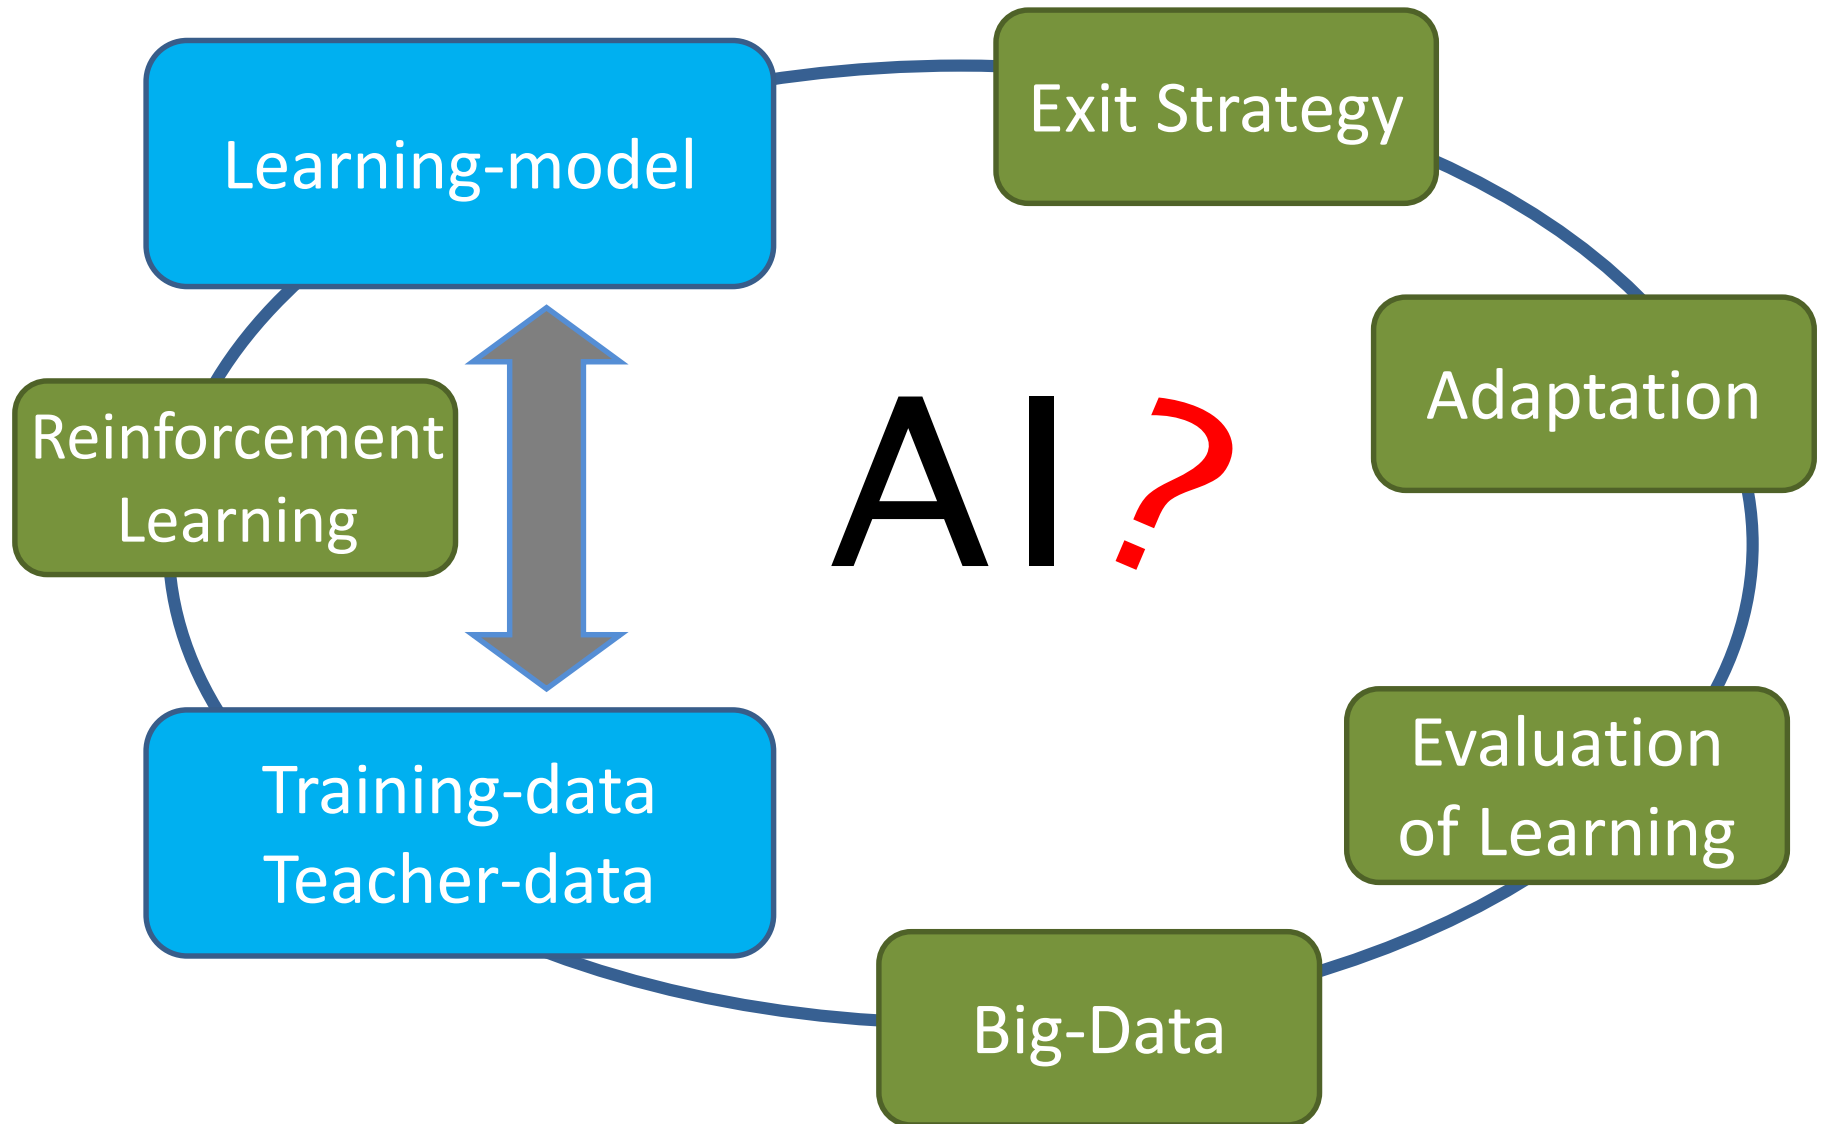 Learning-model
Exit Strategy
Adaptation
Reinforcement
Learning
AI?
Evaluation
of Learning
Training-data
Teacher-data
Big-Data